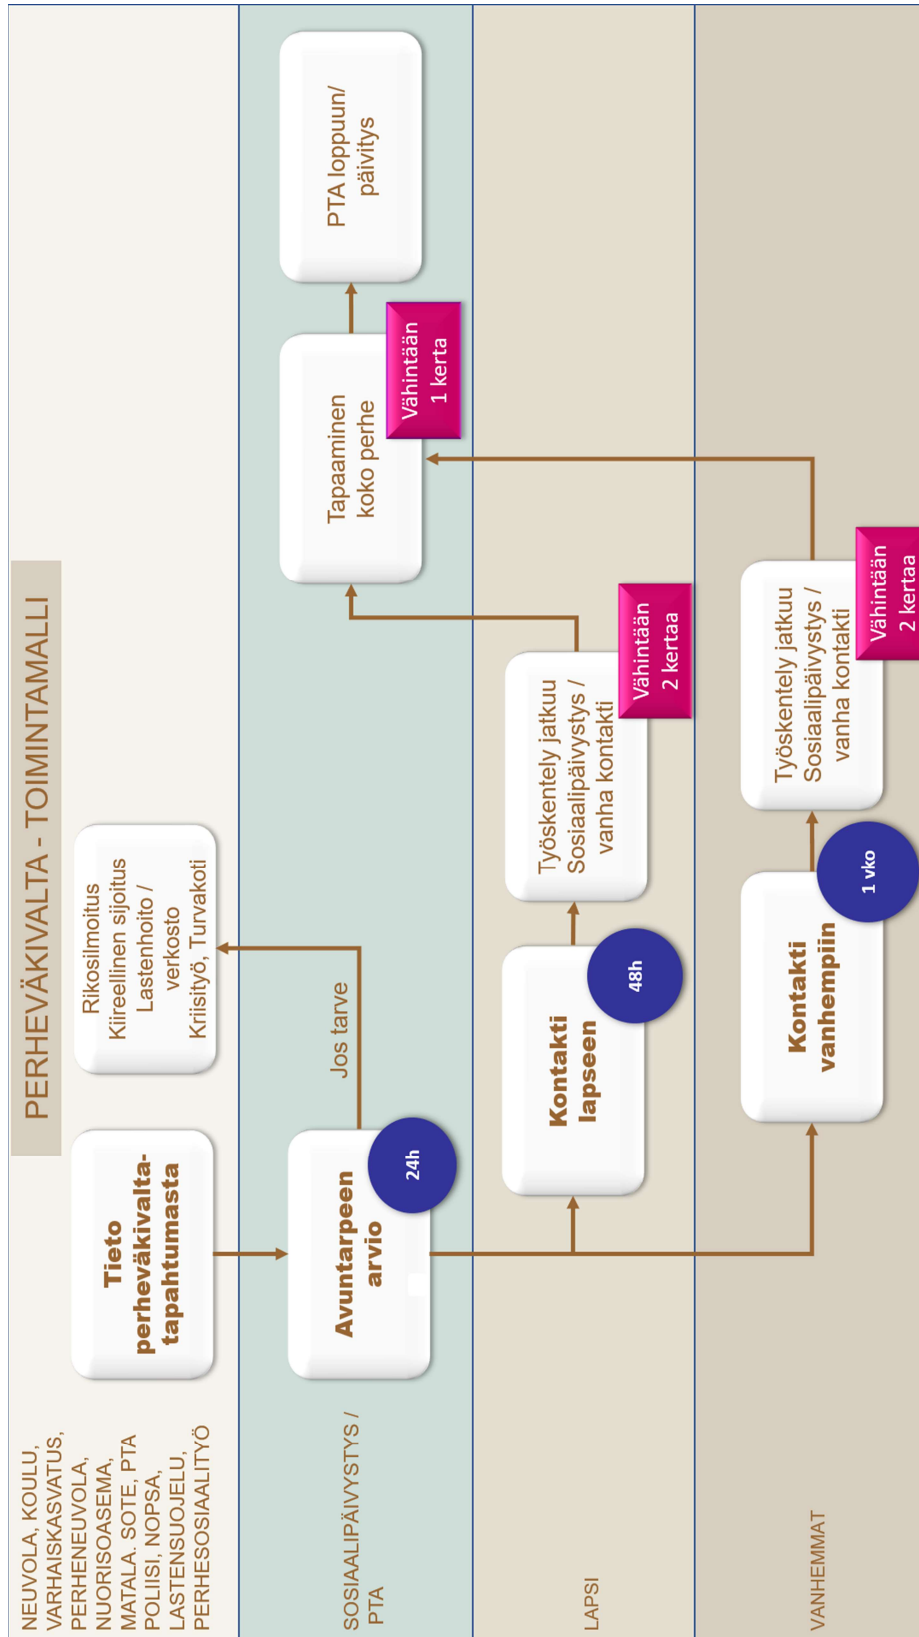 PERHEVÄKIVALTA - TOIMINTAMALLI
NEUVOLA, KOULU,
VARHAISKASVATUS,
PERHENEUVOLA,
NUORISOASEMA,
MATALA. SOTE, PTA
POLIISI, NOPSA,
LASTENSUOJELU,
PERHESOSIAALITYÖ
Tieto
perheväkivalta-
tapahtumasta
Rikosilmoitus
Kiireellinen sijoitus
Lastenhoito /
verkosto
Kriisityö, Turvakoti
SOSIAALIPÄIVYSTYS /
PTA
Avuntarpeen
arvio
24h
Jos tarve
Tapaaminen
koko perhe
Vähintään
1 kerta
PTA loppuun/
päivitys
LAPSI
Kontakti
lapseen
48h
Työskentely jatkuu
Sosiaalipäivystys /
vanha kontakti
Vähintään
2 kertaa
VANHEMMAT
Kontakti
vanhempiin
1 vko
Työskentely jatkuu
Sosiaalipäivystys /
vanha kontakti
Vähintään
2 kertaa